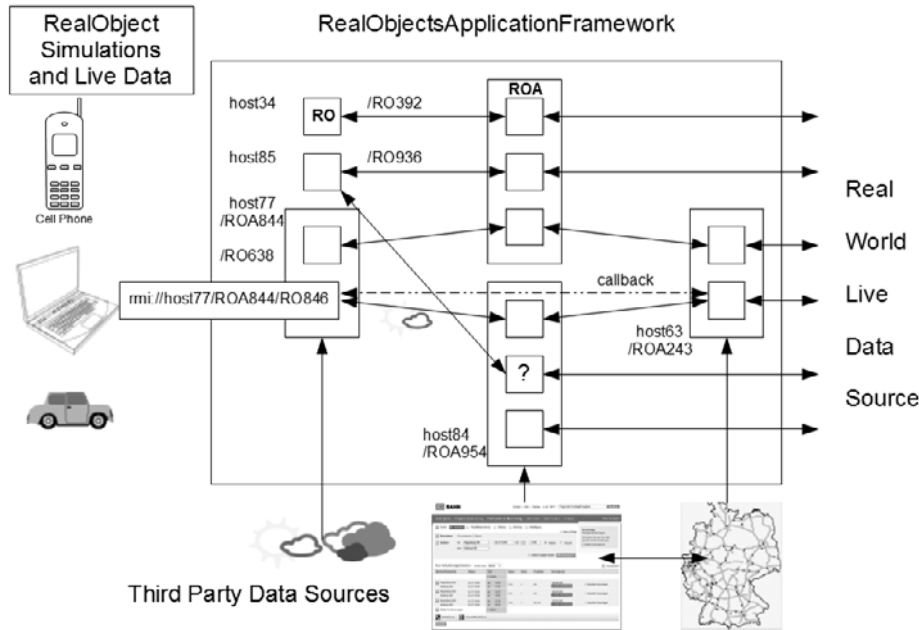 RealObject
Simulations
and Live Data
RealObjectsApplicationFramework
host34
RO
/RO392
ROA
host85
/RO936
host77
/ROA844
/RO638
Cell Phone
rmi://host77/ROA844/RO846
callback
host63
/ROA243
?
host84
/ROA954
Real
World
Live
Data
Source
BAHN
Third Party Data Sources